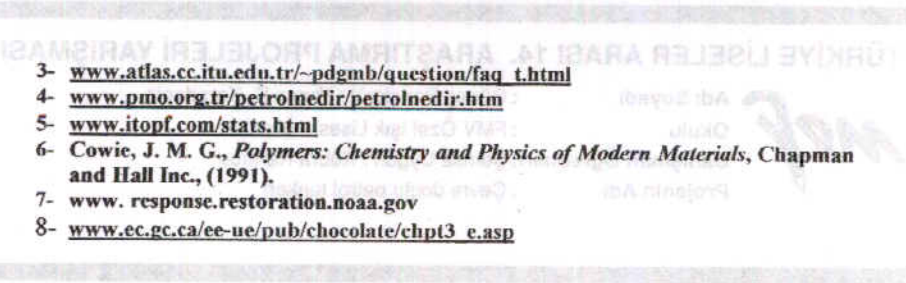 3- www.atlas.cc.itu.edu.tr/~pdgmb/question/faq_t.html
4- www.pmo.org.tr/petrolnedir/petrolnedir.htm
5- www.itopf.com/stats.html
6- Cowie, J. M. G., Polymers: Chemistry and Physics of Modern Materials, Chapman
and Hall Inc., (1991).
7- www. response.restoration.noaa.gov
8- www.ec.gc.ca/ee-ue/pub/chocolate/chpt3_e.asp